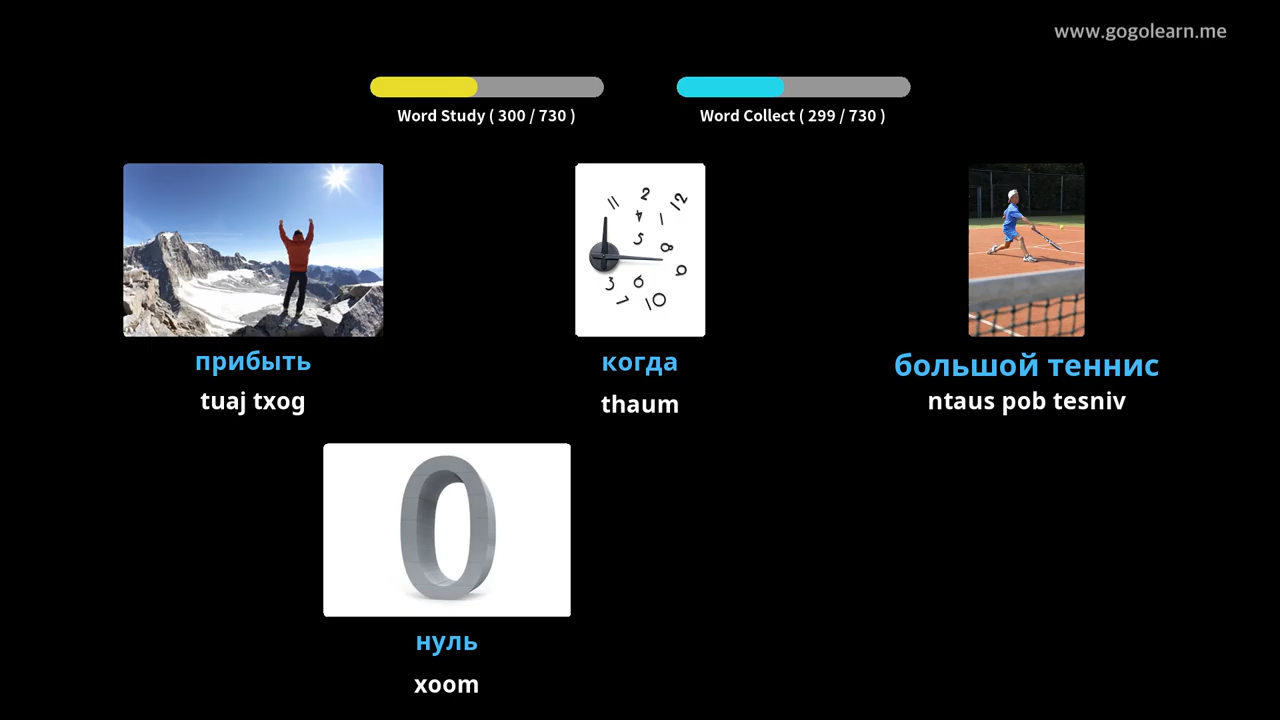 www.gogolearn.me
Word Study ( 300 / 730 )
Word Collect ( 299 / 730 )
прибыть
tuaj txog
когда
thaum
большой теннис
ntaus pob tesniv
нуль
xoom